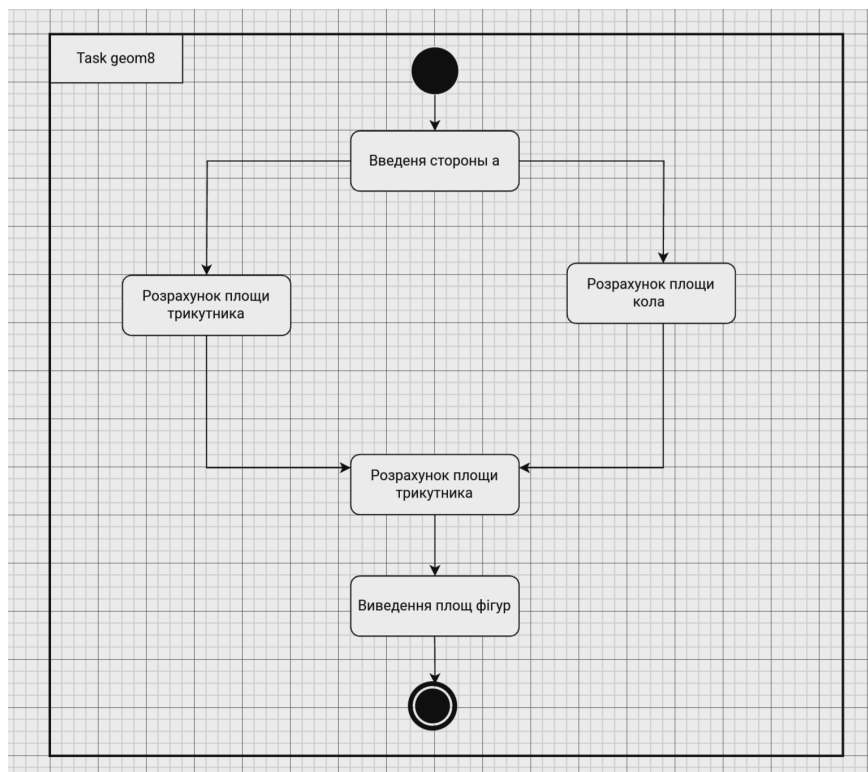 Task geom8
Введеня стороны a
Розрахунок площи
трикутника
Розрахунок площи
кола
Розрахунок площи
трикутника
Виведення площ фігур